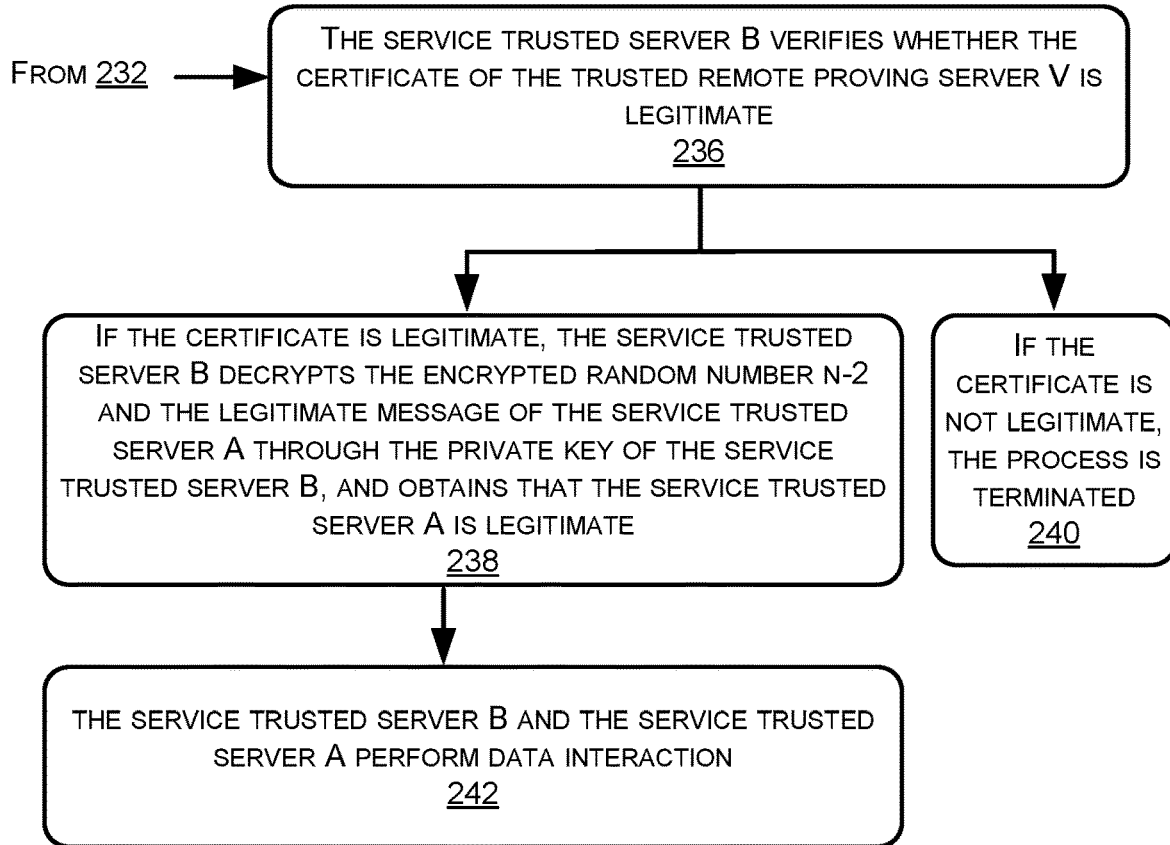 THE SERVICE TRUSTED SERVER B VERIFIES WHETHER THE
CERTIFICATE OF THE TRUSTED REMOTE PROVING SERVER V IS
LEGITIMATE
236
FROM 232
IF THE CERTIFICATE IS LEGITIMATE, THE SERVICE TRUSTED
SERVER B DECRYPTS THE ENCRYPTED RANDOM NUMBER N-2
AND THE LEGITIMATE MESSAGE OF THE SERVICE TRUSTED
SERVER A THROUGH THE PRIVATE KEY OF THE SERVICE
TRUSTED SERVER B, AND OBTAINS THAT THE SERVICE TRUSTED
SERVER A IS LEGITIMATE
238
IF THE
CERTIFICATE IS
NOT LEGITIMATE,
THE PROCESS IS
TERMINATED
240
THE SERVICE TRUSTED SERVER B AND THE SERVICE TRUSTED
SERVER A PERFORM DATA INTERACTION
242